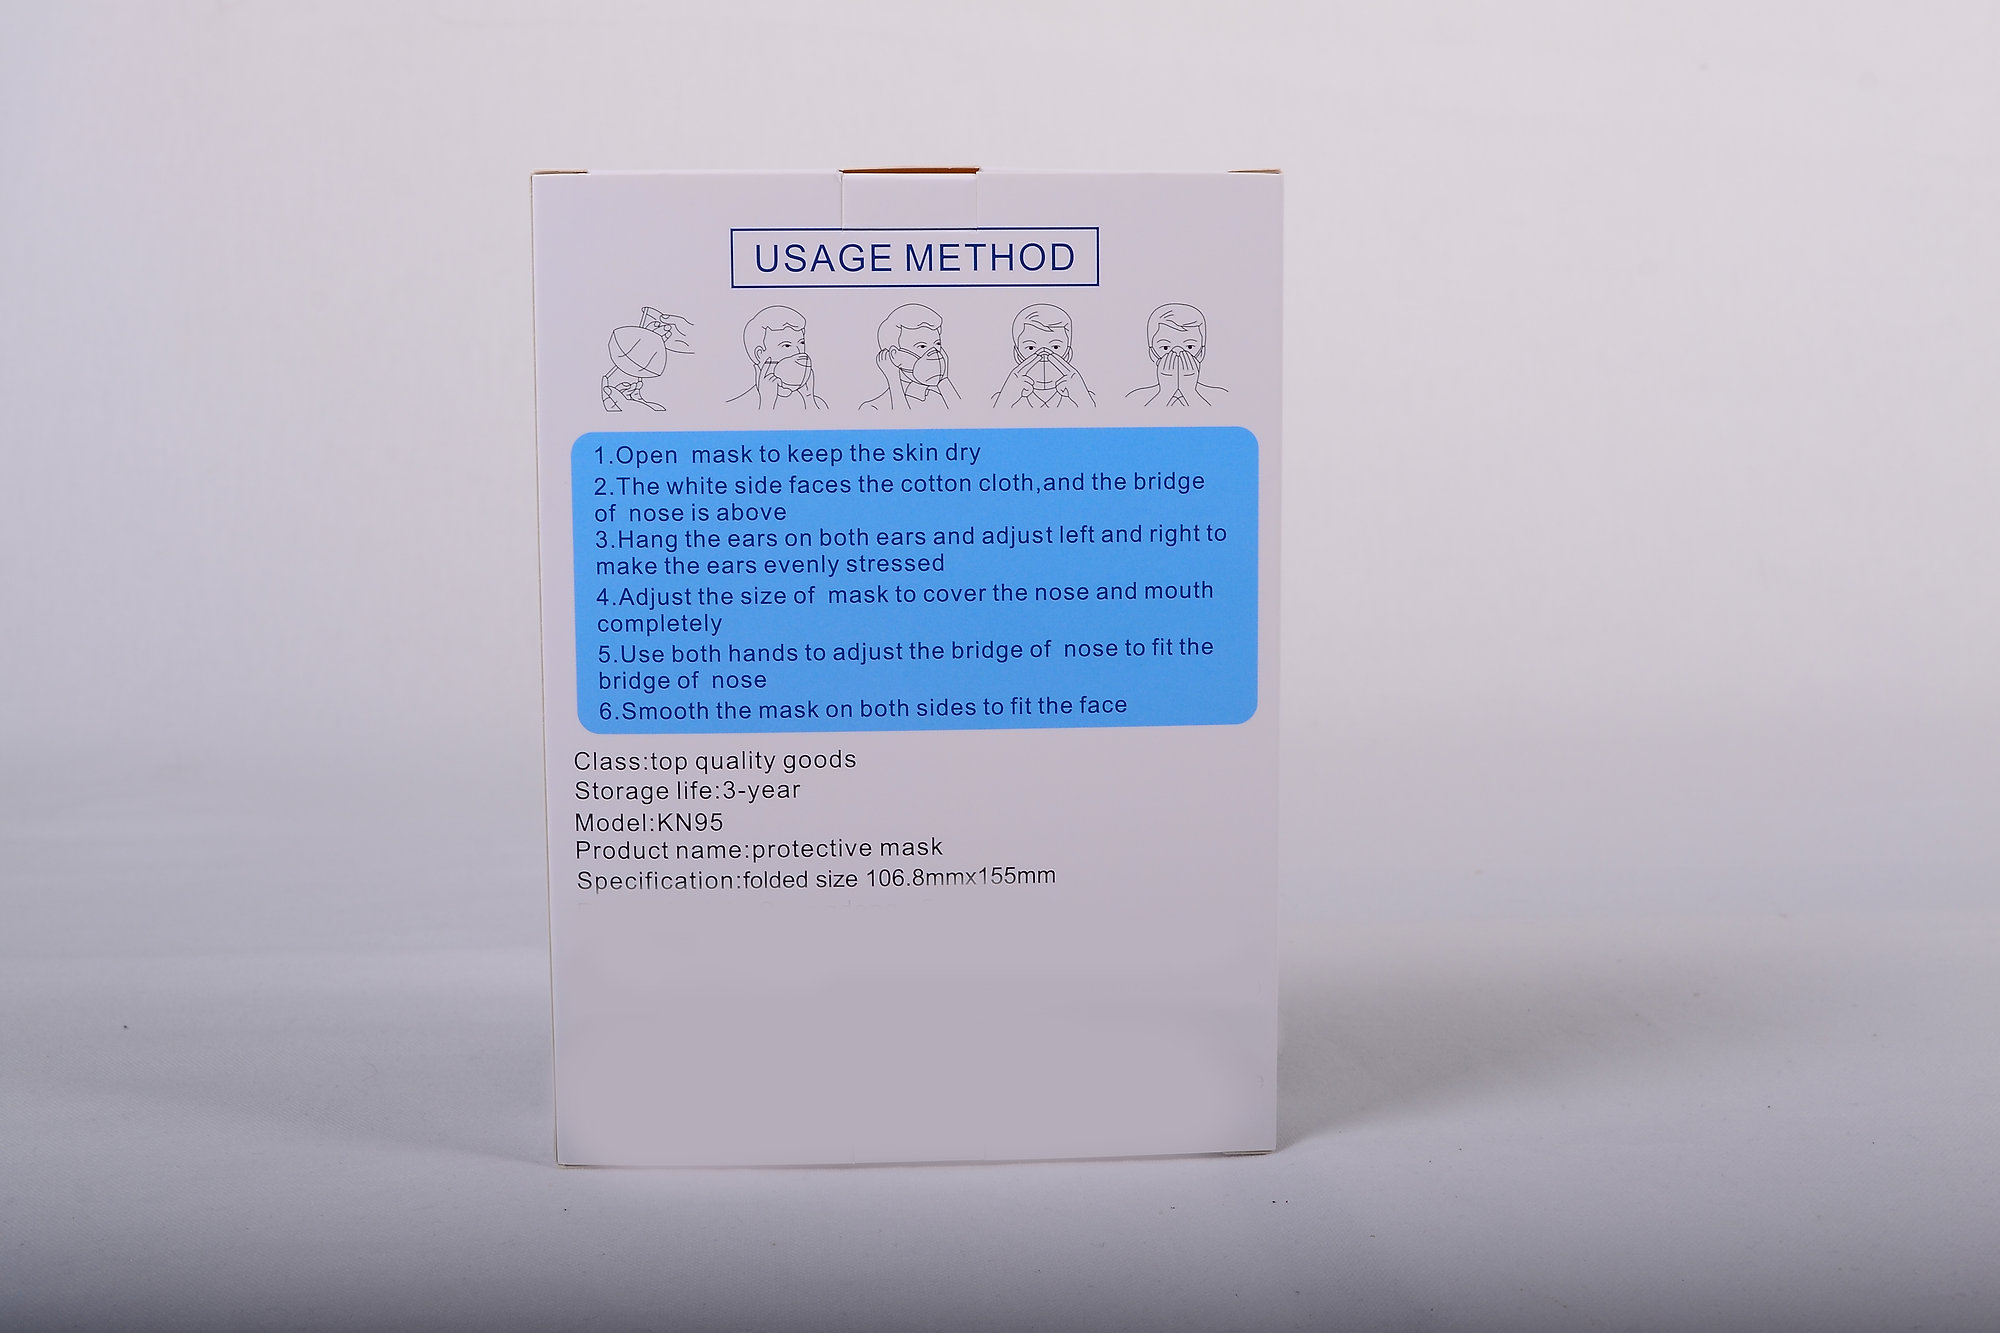 USAGE METHOD
1.Open mask to keep the skin dry
2.The white side faces the cotton cloth,and the bridge
of nose is above
3.Hang the ears on both ears and adjust left and right to
make the ears evenly stressed
4.Adjust the size of mask to cover the nose and mouth
completely
5.Use both hands to adjust the bridge of nose to fit the
bridge of nose
6.Smooth the mask on both sides to fit the face
Class:top quality goods
Storage life:3-year
Model:KN95
Product name:protective mask
Specification:folded size 106.8mmx155mm